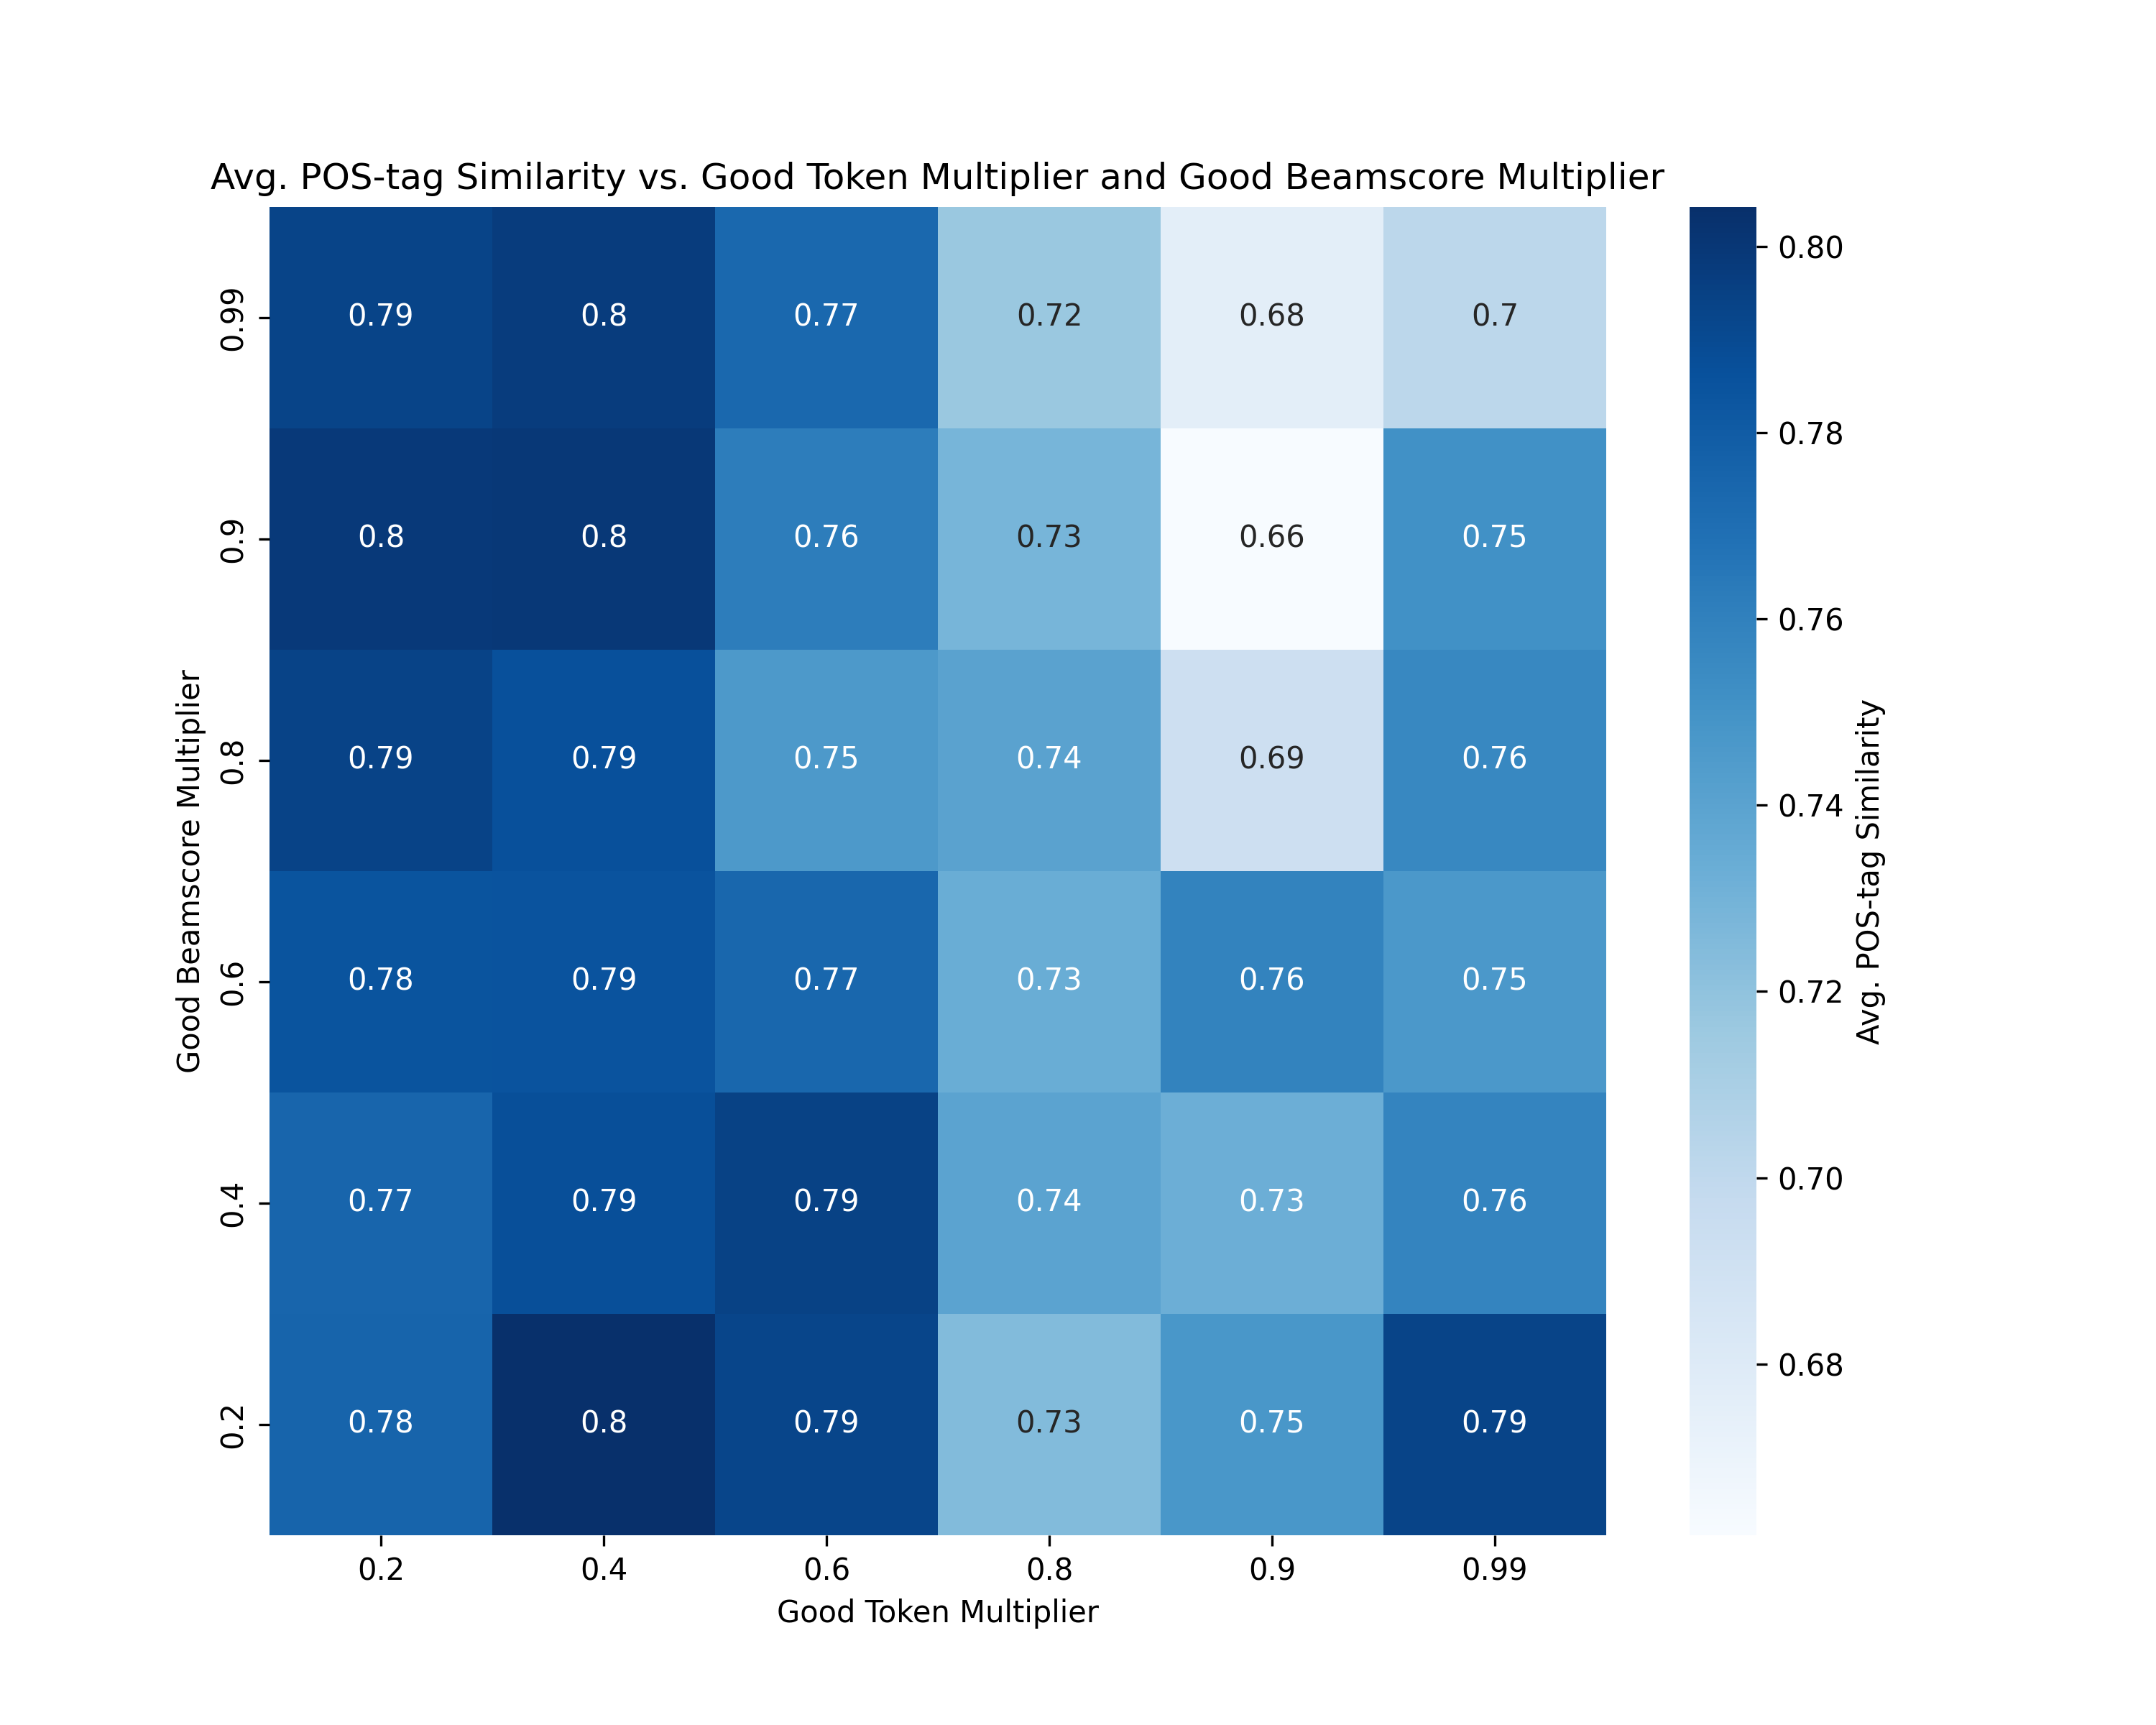 Avg. POS-tag Similarity vs. Good Token Multiplier and Good Beamscore Multiplier
0.99 0.79 0.8 0.77 0.72 0.68 0.7
0.9 0.8 0.8 0.76 0.73 0.66 0.75
0.8 0.79 0.79 0.75 0.74 0.69 0.76
0.6 0.78 0.79 0.77 0.73 0.76 0.75
0.4 0.77 0.79 0.79 0.74 0.73 0.76
0.2 0.78 0.8 0.79 0.73 0.75 0.79
0.2 0.4 0.6 0.8 0.9 0.99
Good Token Multiplier
Good Beamscore Multiplier
0.80
0.78
0.76
0.74
0.72
0.70
0.68
Avg. POS-tag Similarity